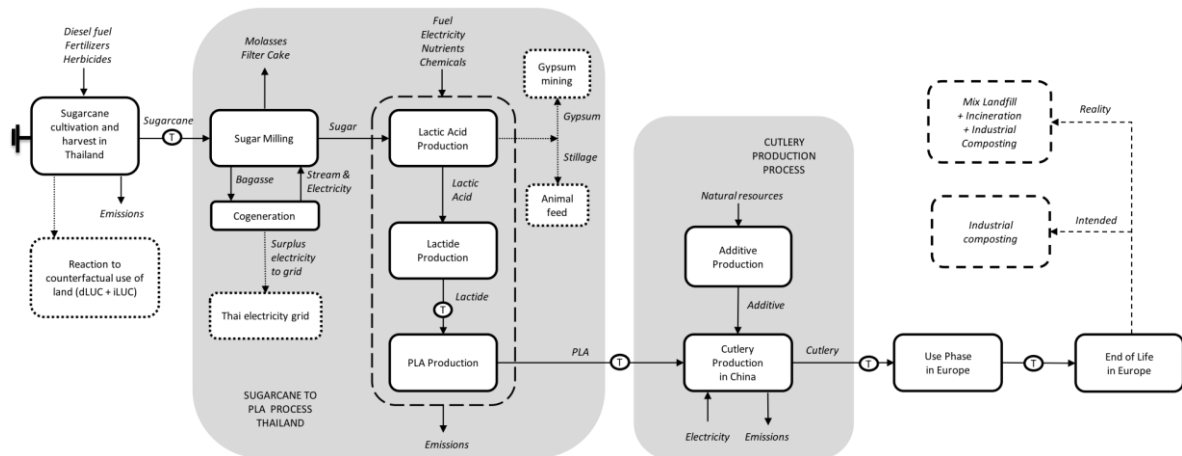 Diesel fuel
Fertilizers
Herbicides
Sugarcane
cultivation and
harvest in
Thailand
Sugarcane
T
Emissions
Reaction to
counterfactual use of
land (dLUC + iLUC)
Molasses
Filter Cake
Sugar Milling
Sugar
Bagasse
Stream &
Electricity
Cogeneration
Surplus
electricity
to grid
Thai electricity grid
SUGARCANE TO
PLA PROCESS
THAILAND
Fuel
Electricity
Nutrients
Chemicals
Lactic Acid
Production
Lactic
Acid
Lactide
Production
Lactide
T
PLA Production
Emissions
Gypsum
mining
Gypsum
Stillage
Animal
feed
PLA
T
CUTLERY
PRODUCTION
PROCESS
Natural resources
Additive
Production
Additive
Cutlery
Production
in China
Electricity
Emissions
Cutlery
T
Use Phase
in Europe
T
End of Life
in Europe
Mix Landfill
+ Incineration
+ Industrial
Composting
Reality
Industrial
composting
Intended